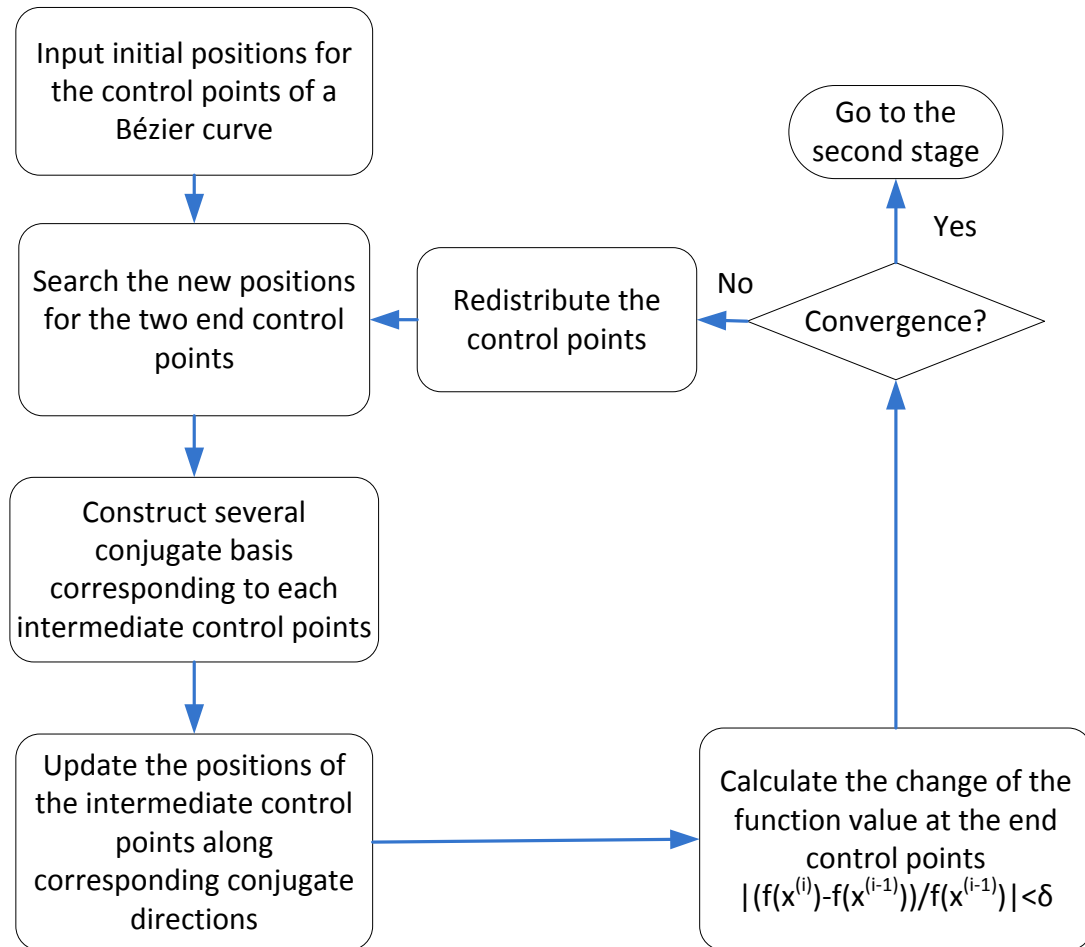 Input initial positions for
the control points of a
Bézier curve
Go to the
second stage
Yes
Search the new positions
for the two end control
points
Redistribute the
control points
No
Convergence?
Construct several
conjugate basis
corresponding to each
intermediate control points
Update the positions of
the intermediate control
points along
corresponding conjugate
directions
Calculate the change of the
function value at the end
control points
|(f(x^(i))-f(x^(i-1)))/f(x^(i-1))|<δ